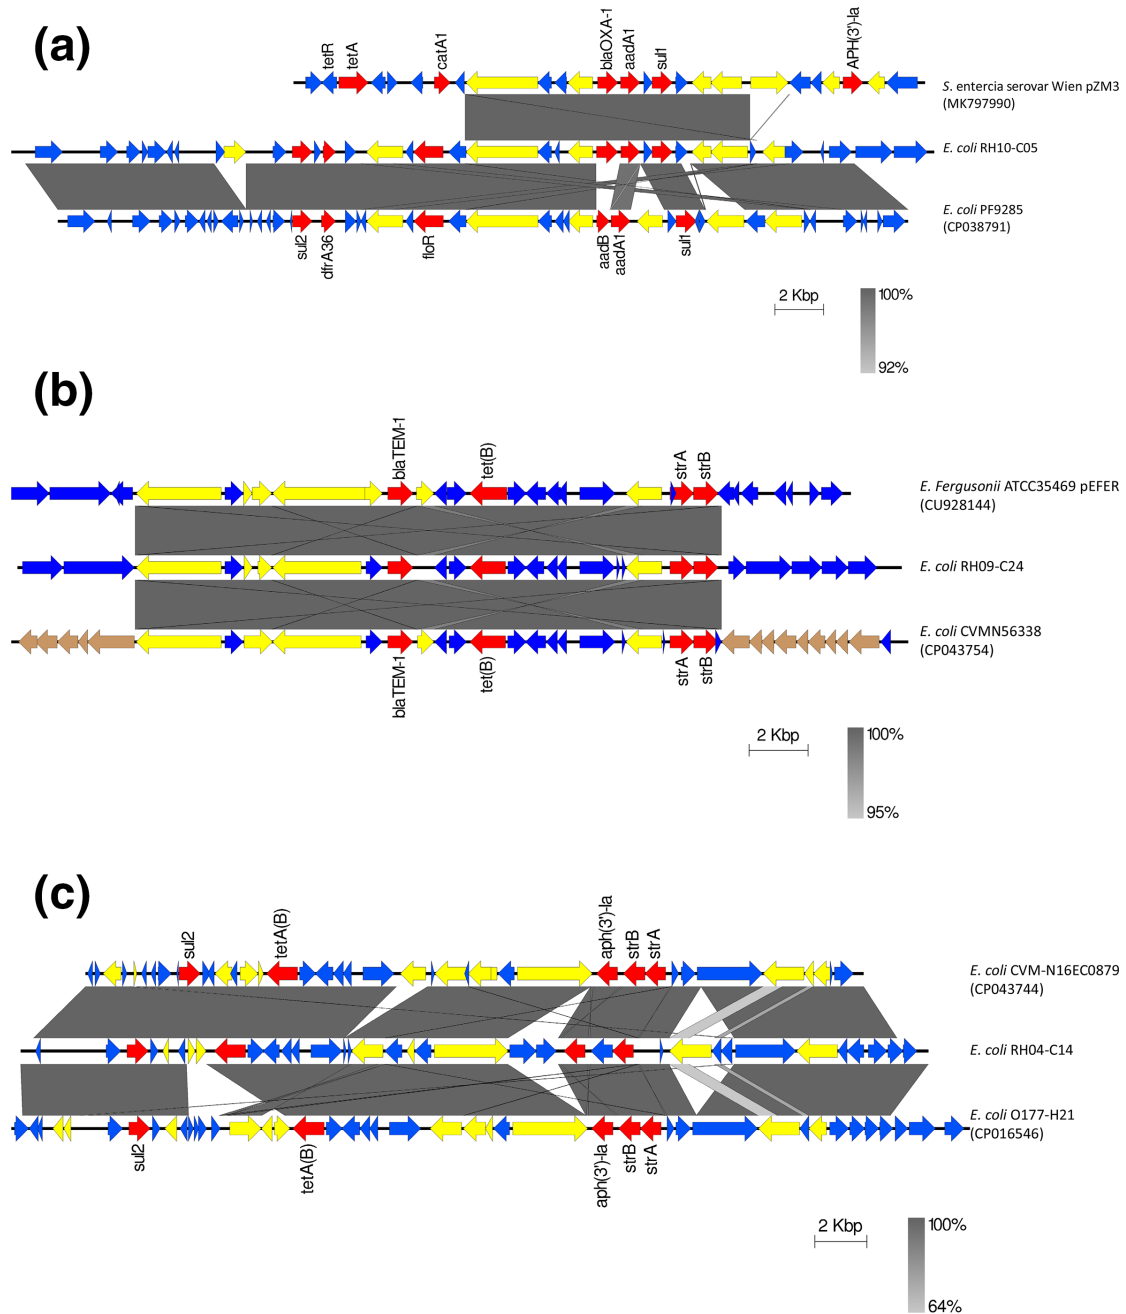 (a)
tetR
tetA
catA1
blaOXA-1
aadA1
sul1
APH(3')-Ia
S. entercia serovar Wien pZM3
(MK797990)
E. coli RH10-C05
E. coli PF9285
(CP038791)
sul2
dfrA36
floR
aadB
aadA1
sul1
2 Kbp
100%
92%
(b)
blaTEM-1
tet(B)
strA
strB
E. Fergusonii ATCC35469 pEFER
(CU928144)
E. coli RH09-C24
E. coli CVMN56338
(CP043754)
blaTEM-1
tet(B)
strA
strB
2 Kbp
100%
95%
(c)
sul2
tetA(B)
aph(3')-Ia
strB
strA
E. coli CVM-N16EC0879
(CP043744)
E. coli RH04-C14
E. coli O177-H21
(CP016546)
sul2
tetA(B)
aph(3')-Ia
strB
strA
2 Kbp
100%
64%